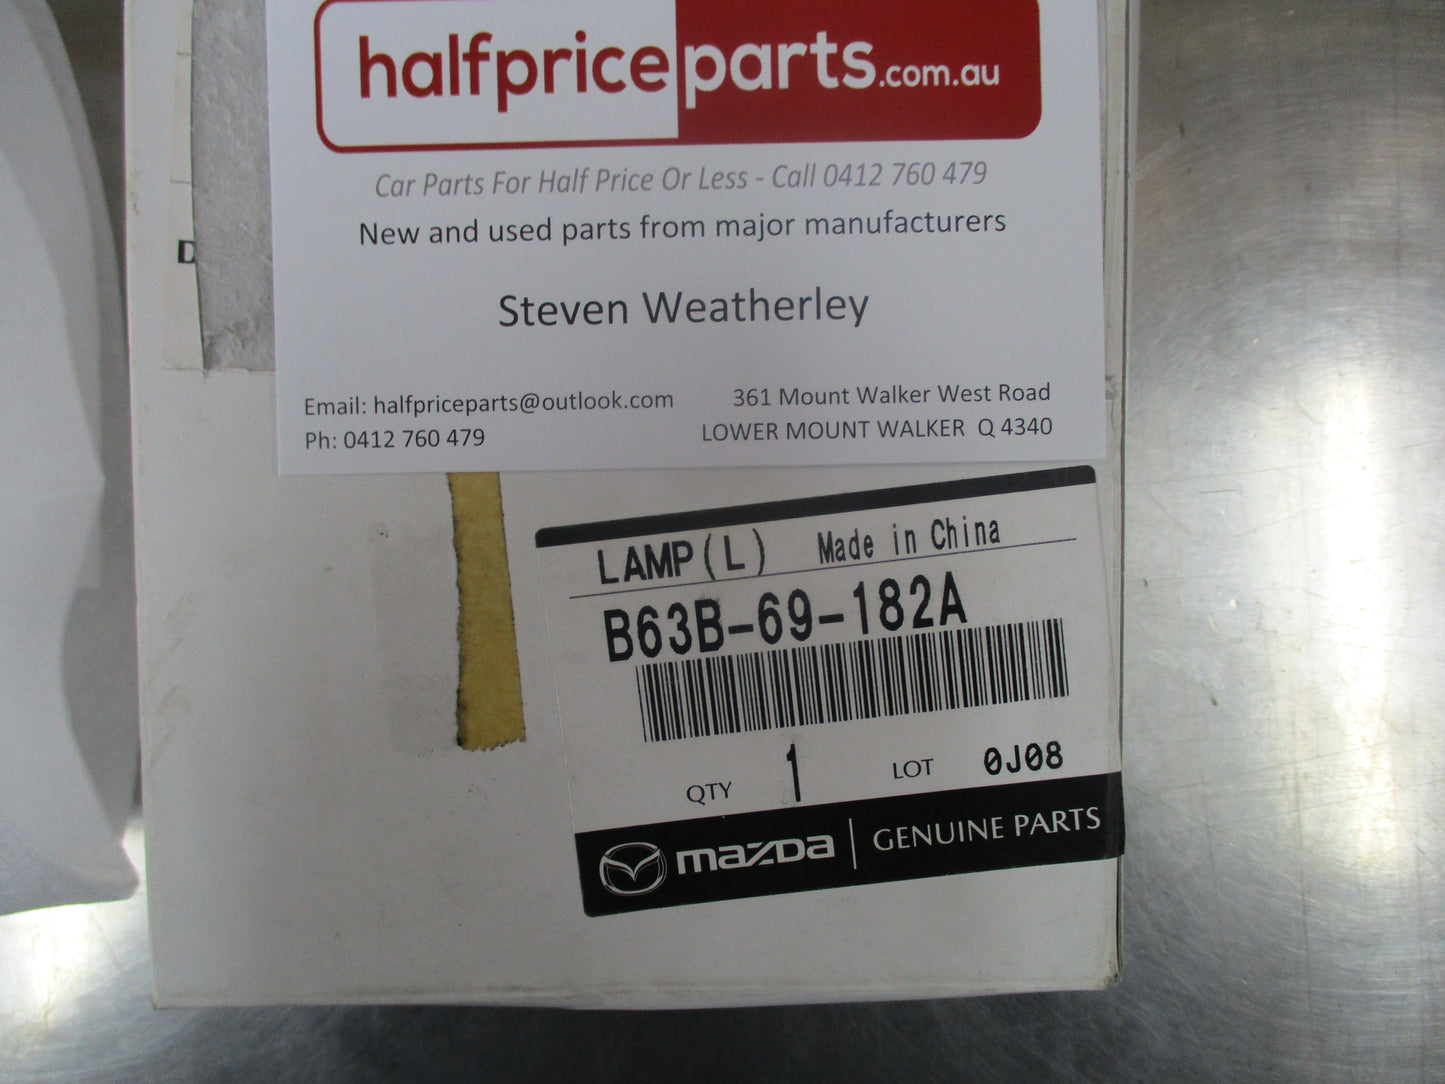 halfpriceparts.com.au
Car Parts For Half Price Or Less - Call 0412 760 479
New and used parts from major manufacturers
Steven Weatherley
Email: halfpriceparts@outlook.com
Ph: 0412 760 479
361 Mount Walker West Road
LOWER MOUNT WALKER Q 4340
D
LAMP(L) Made in China
B63B-69-182A
QTY 1 LOT 0J08
mazda GENUINE PARTS